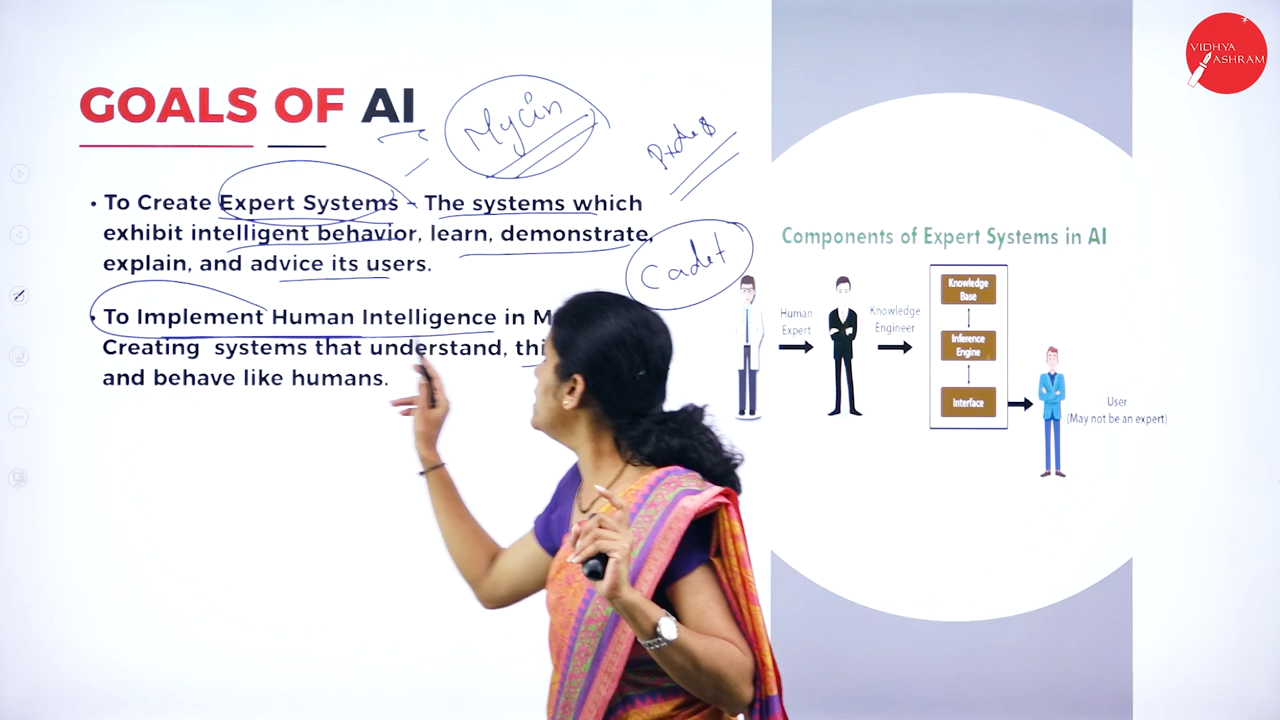 VIDHYA
ASHRAM
GOALS OF AI
Mycin
• To Create Expert Systems - The systems which
exhibit intelligent behavior, learn, demonstrate,
explain, and advice its users.
Cadet
• To Implement Human Intelligence in M
Creating systems that understand, thi
and behave like humans.
Components of Expert Systems in AI
Human
Expert
Knowledge
Engineer
Knowledge
Base
Inference
Engine
Interface
User
(May not be an expert)